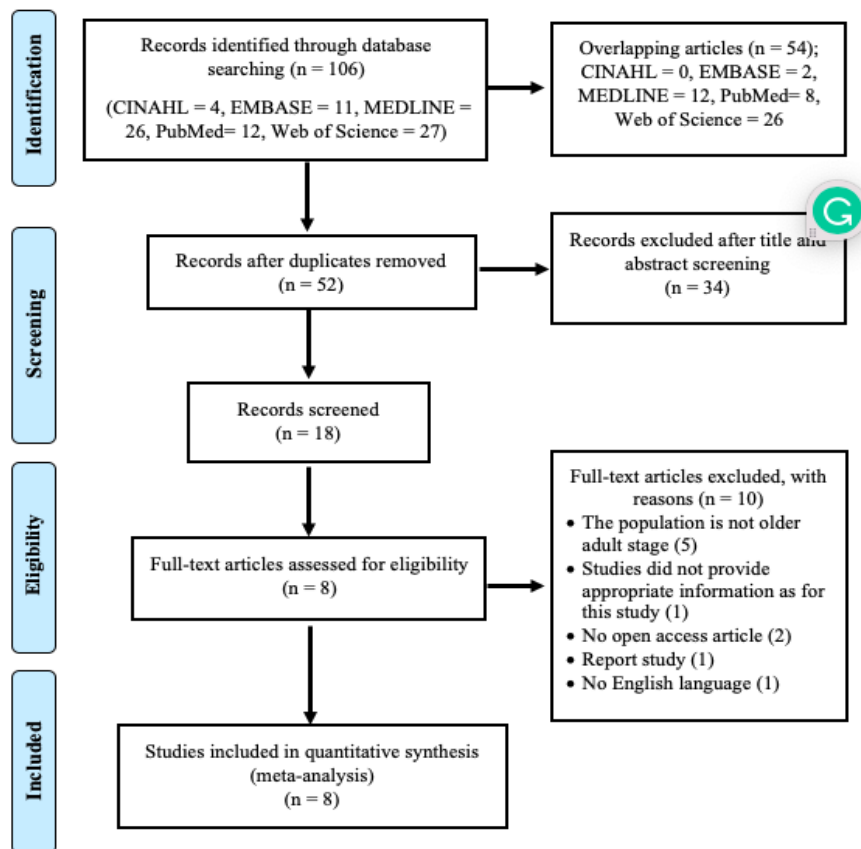 Identification
Records identified through database
searching (n = 106)
(CINAHL = 4, EMBASE = 11, MEDLINE =
26, PubMed= 12, Web of Science = 27)
Overlapping articles (n = 54);
CINAHL = 0, EMBASE = 2,
MEDLINE = 12, PubMed= 8,
Web of Science = 26
Screening
Records after duplicates removed
(n = 52)
Records excluded after title and
abstract screening
(n = 34)
Records screened
(n = 18)
Eligibility
Full-text articles assessed for eligibility
(n = 8)
Full-text articles excluded, with
reasons (n = 10)
• The population is not older
adult stage (5)
• Studies did not provide
appropriate information as for
this study (1)
• No open access article (2)
• Report study (1)
• No English language (1)
Included
Studies included in quantitative synthesis
(meta-analysis)
(n = 8)